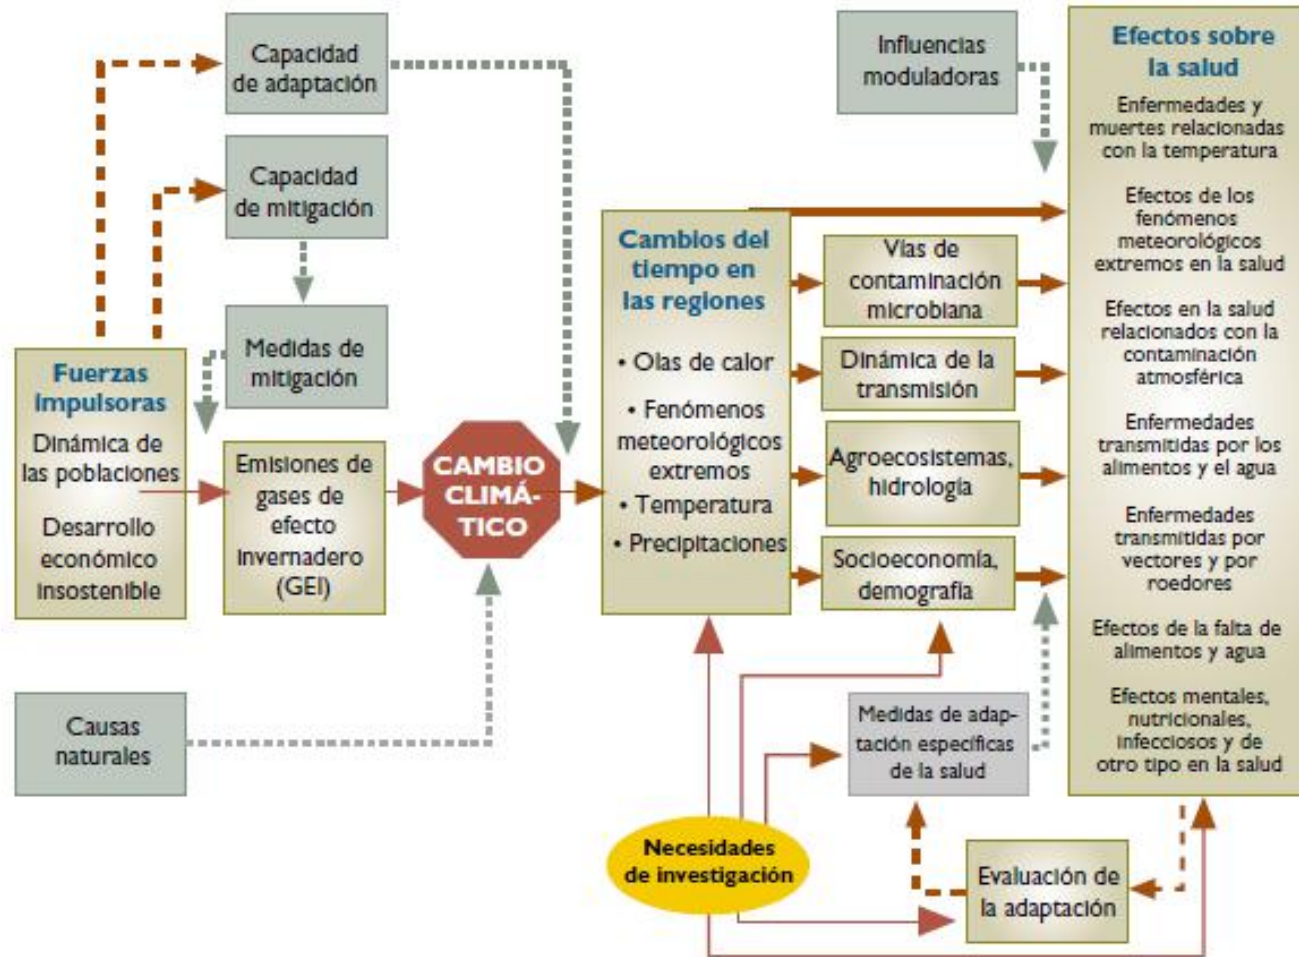 Capacidad
de adaptación
Capacidad
de mitigación
Medidas de
mitigación
Fuerzas
impulsoras
Dinámica de
las poblaciones
Desarrollo
económico
insostenible
Emisiones de
gases de
efecto
invernadero
(GEI)
Causas
naturales
CAMBIO
CLIMÁ-
TICO
Cambios del
tiempo en
las regiones
• Olas de calor
• Fenómenos
meteorológicos
extremos
• Temperatura
• Precipitaciones
Influencias
moduladoras
Vías de
contaminación
microbiana
Dinámica de la
transmisión
Agroecosistemas,
hidrología
Socioeconomía,
demografía
Medidas de adap-
tación específicas
de la salud
Necesidades
de investigación
Evaluación de
la adaptación
Efectos sobre
la salud
Enfermedades y
muertes relacionadas
con la temperatura
Efectos de los
fenómenos
meteorológicos
extremos en la salud
Efectos en la salud
relacionados con la
contaminación
atmosférica
Enfermedades
transmitidas por los
alimentos y el agua
Enfermedades
transmitidas por
vectores y por
roedores
Efectos de la falta de
alimentos y agua
Efectos mentales,
nutricionales,
infecciosos y de
otro tipo en la salud